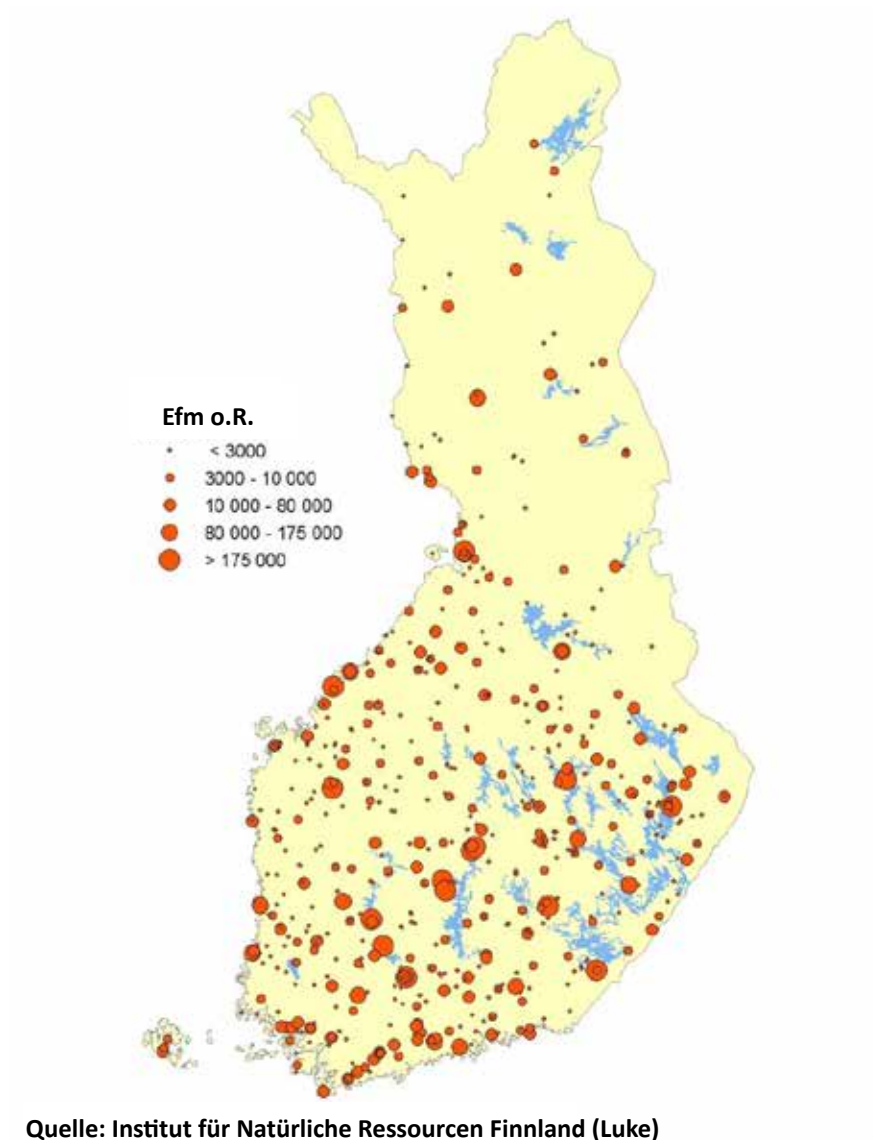 Efm o.R.
< 3000
3000 - 10 000
10 000 - 80 000
80 000 - 175 000
> 175 000
Quelle: Institut für Natürliche Ressourcen Finnland (Luke)